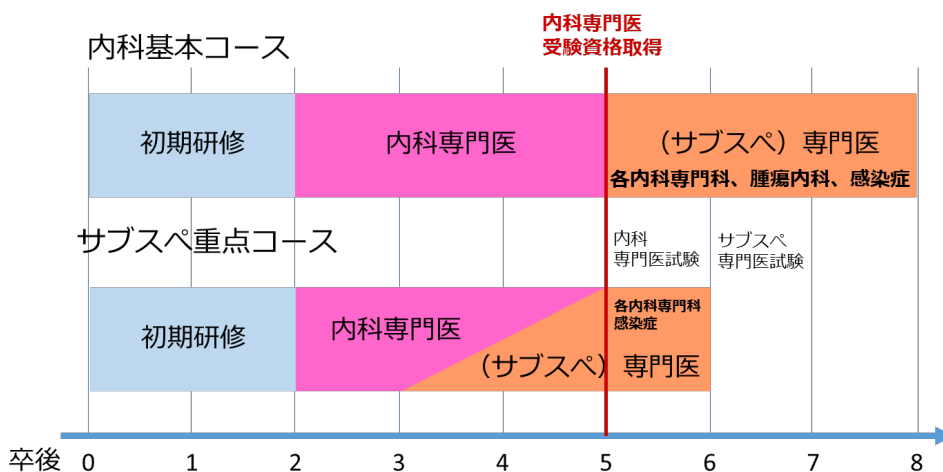 内科専門医
受験資格取得
内科基本コース
初期研修
内科専門医
（サブスペ）専門医
各内科専門科、腫瘍内科、感染症
サブスペ重点コース
内科
専門医試験
サブスペ
専門医試験
初期研修
内科専門医
各内科専門科
感染症
（サブスペ）専門医
卒後 0 1 2 3 4 5 6 7 8